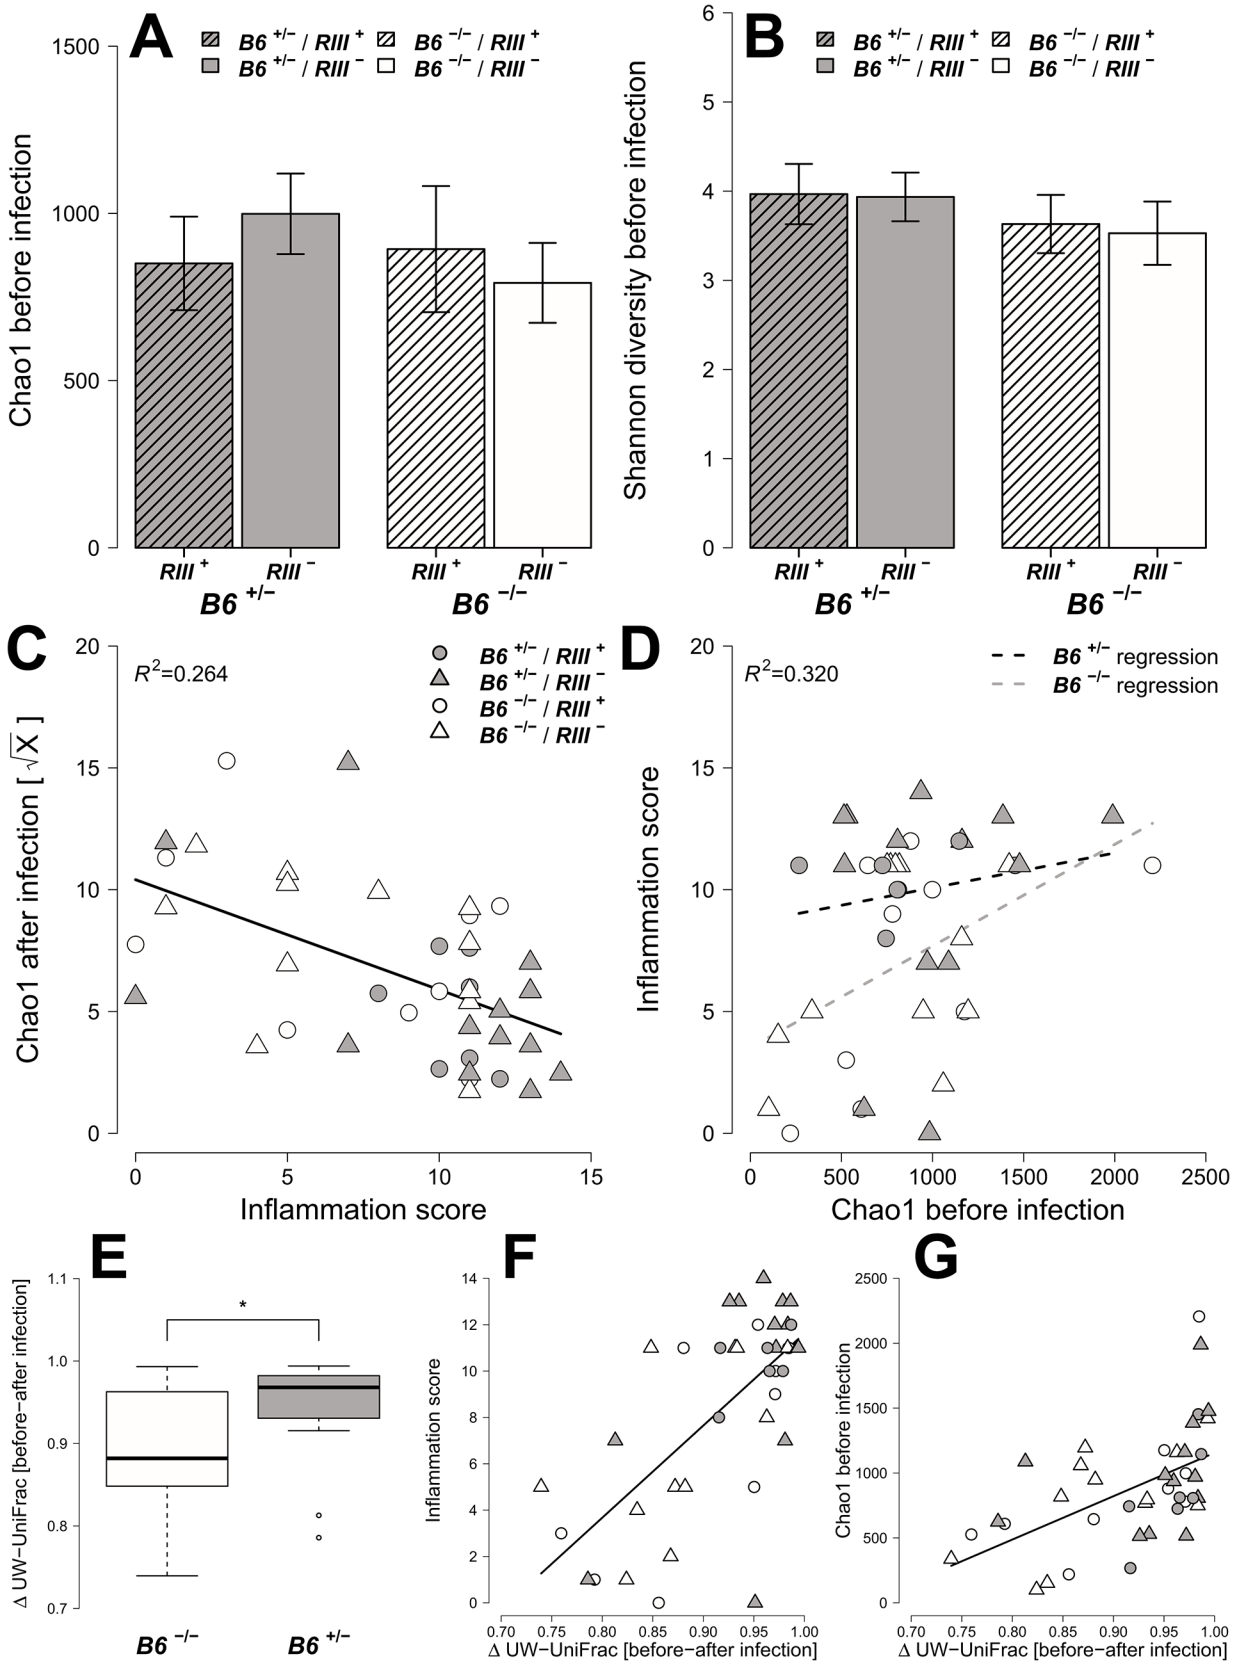 A
B6 +/− / RIII + B6 −/− / RIII +
B6 +/− / RIII − B6 −/− / RIII −
1500
1000
500
0
Chao1 before infection
RIII + RIII − RIII + RIII −
B6 +/− B6 −/−
B
B6 +/− / RIII + B6 −/− / RIII +
B6 +/− / RIII − B6 −/− / RIII −
6
5
4
3
2
1
0
Shannon diversity before infection
RIII + RIII − RIII + RIII −
B6 +/− B6 −/−
C
R²=0.264
B6 +/− / RIII +
B6 +/− / RIII −
B6 −/− / RIII +
B6 −/− / RIII −
20
15
10
5
0
Chao1 after infection [ √X ]
0 5 10 15
Inflammation score
D
R²=0.320
B6 +/− regression
B6 −/− regression
20
15
10
5
0
Inflammation score
0 500 1000 1500 2000 2500
Chao1 before infection
E
*
1.1
1.0
0.9
0.8
0.7
Δ UW−UniFrac [before−after infection]
B6 −/− B6 +/−
F
14
12
10
8
6
4
2
0
Inflammation score
0.70 0.75 0.80 0.85 0.90 0.95 1.00
Δ UW−UniFrac [before−after infection]
G
2500
2000
1500
1000
500
0
Chao1 before infection
0.70 0.75 0.80 0.85 0.90 0.95 1.00
Δ UW−UniFrac [before−after infection]